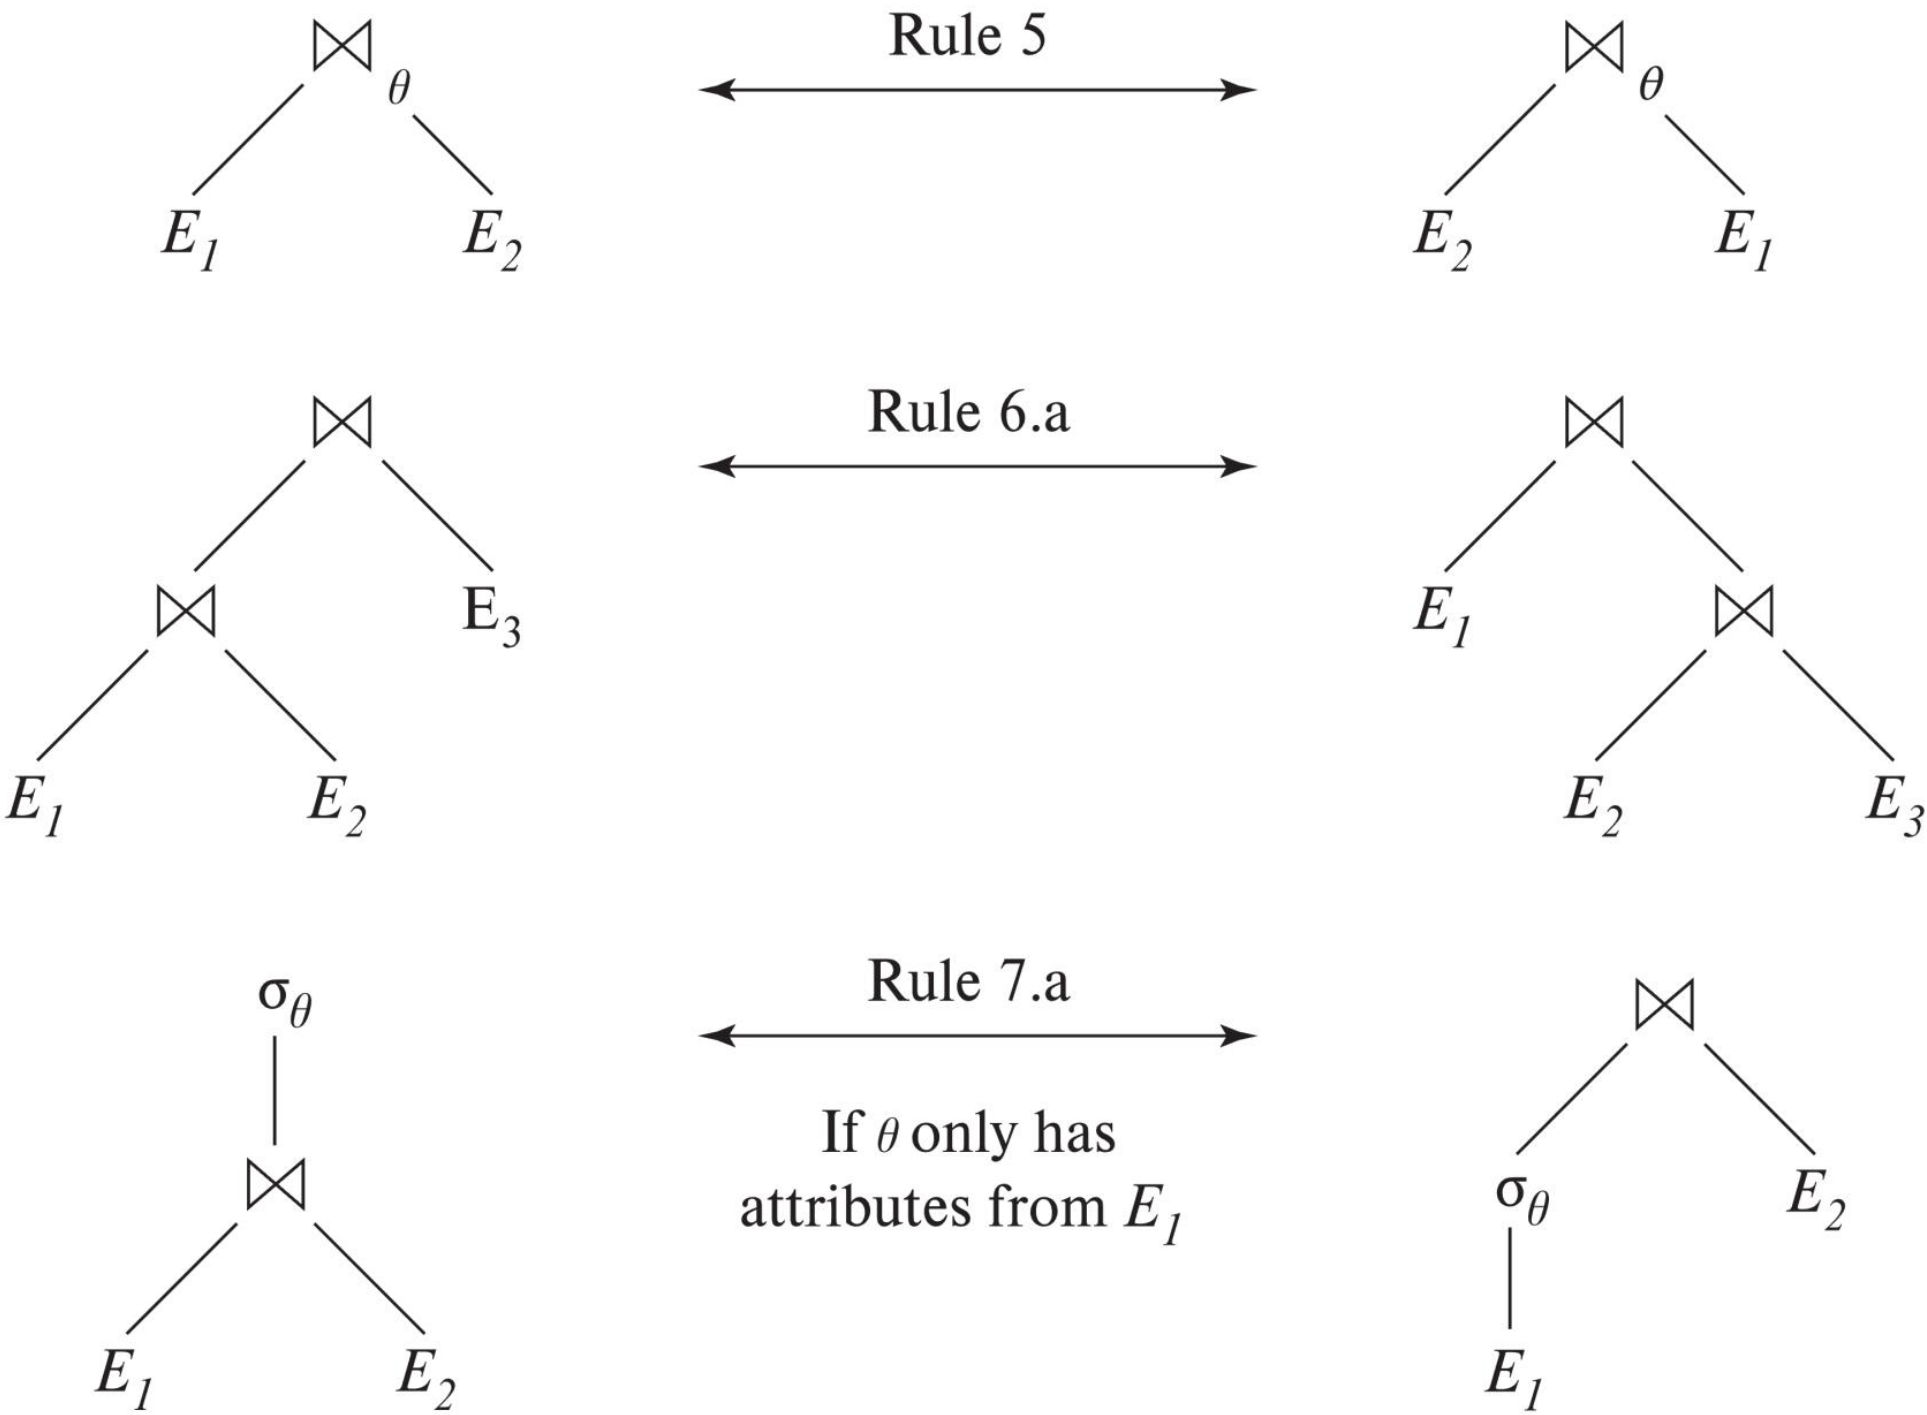 ⋈θ Rule 5 ⋈θ
E1 E2 E2 E1
⋈ Rule 6.a ⋈
⋈ E3 E1 ⋈
E1 E2 E2 E3
σθ Rule 7.a ⋈
If θ only has
⋈ attributes from E1 σθ E2
E1 E2 E1